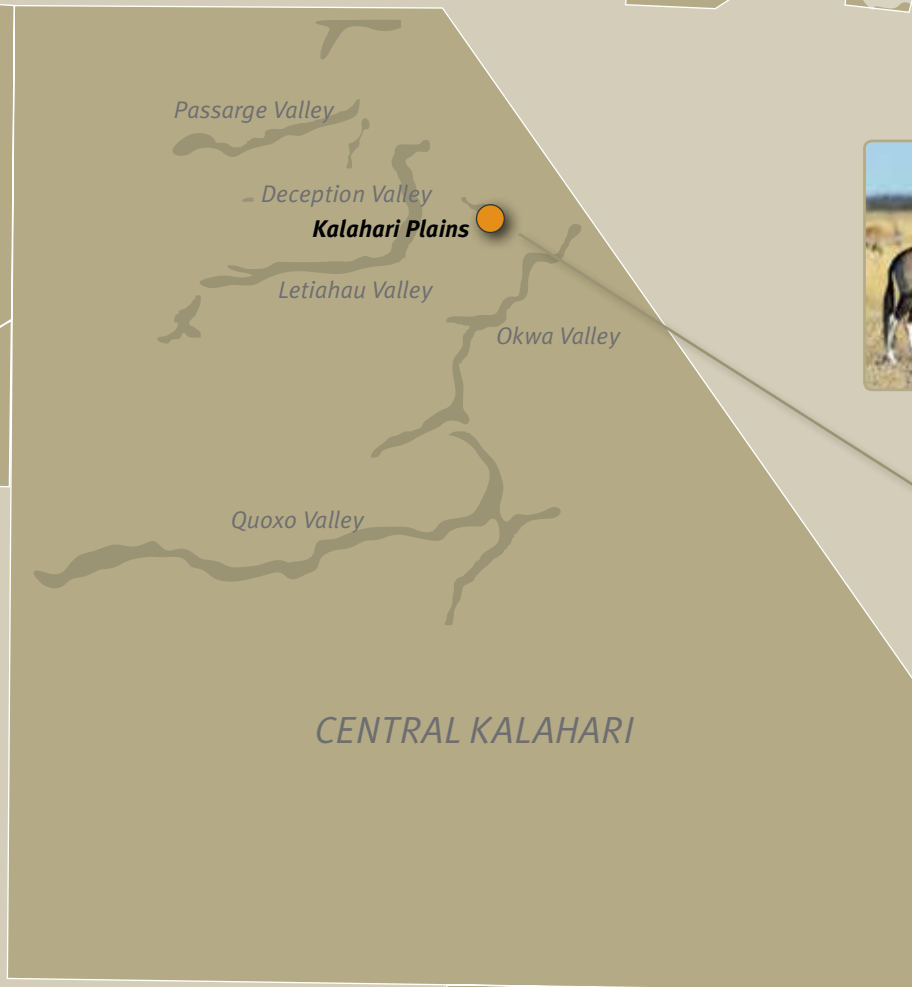 Passarge Valley
Deception Valley
Kalahari Plains
Letiahau Valley
Okwa Valley
Quoxo Valley
CENTRAL KALAHARI